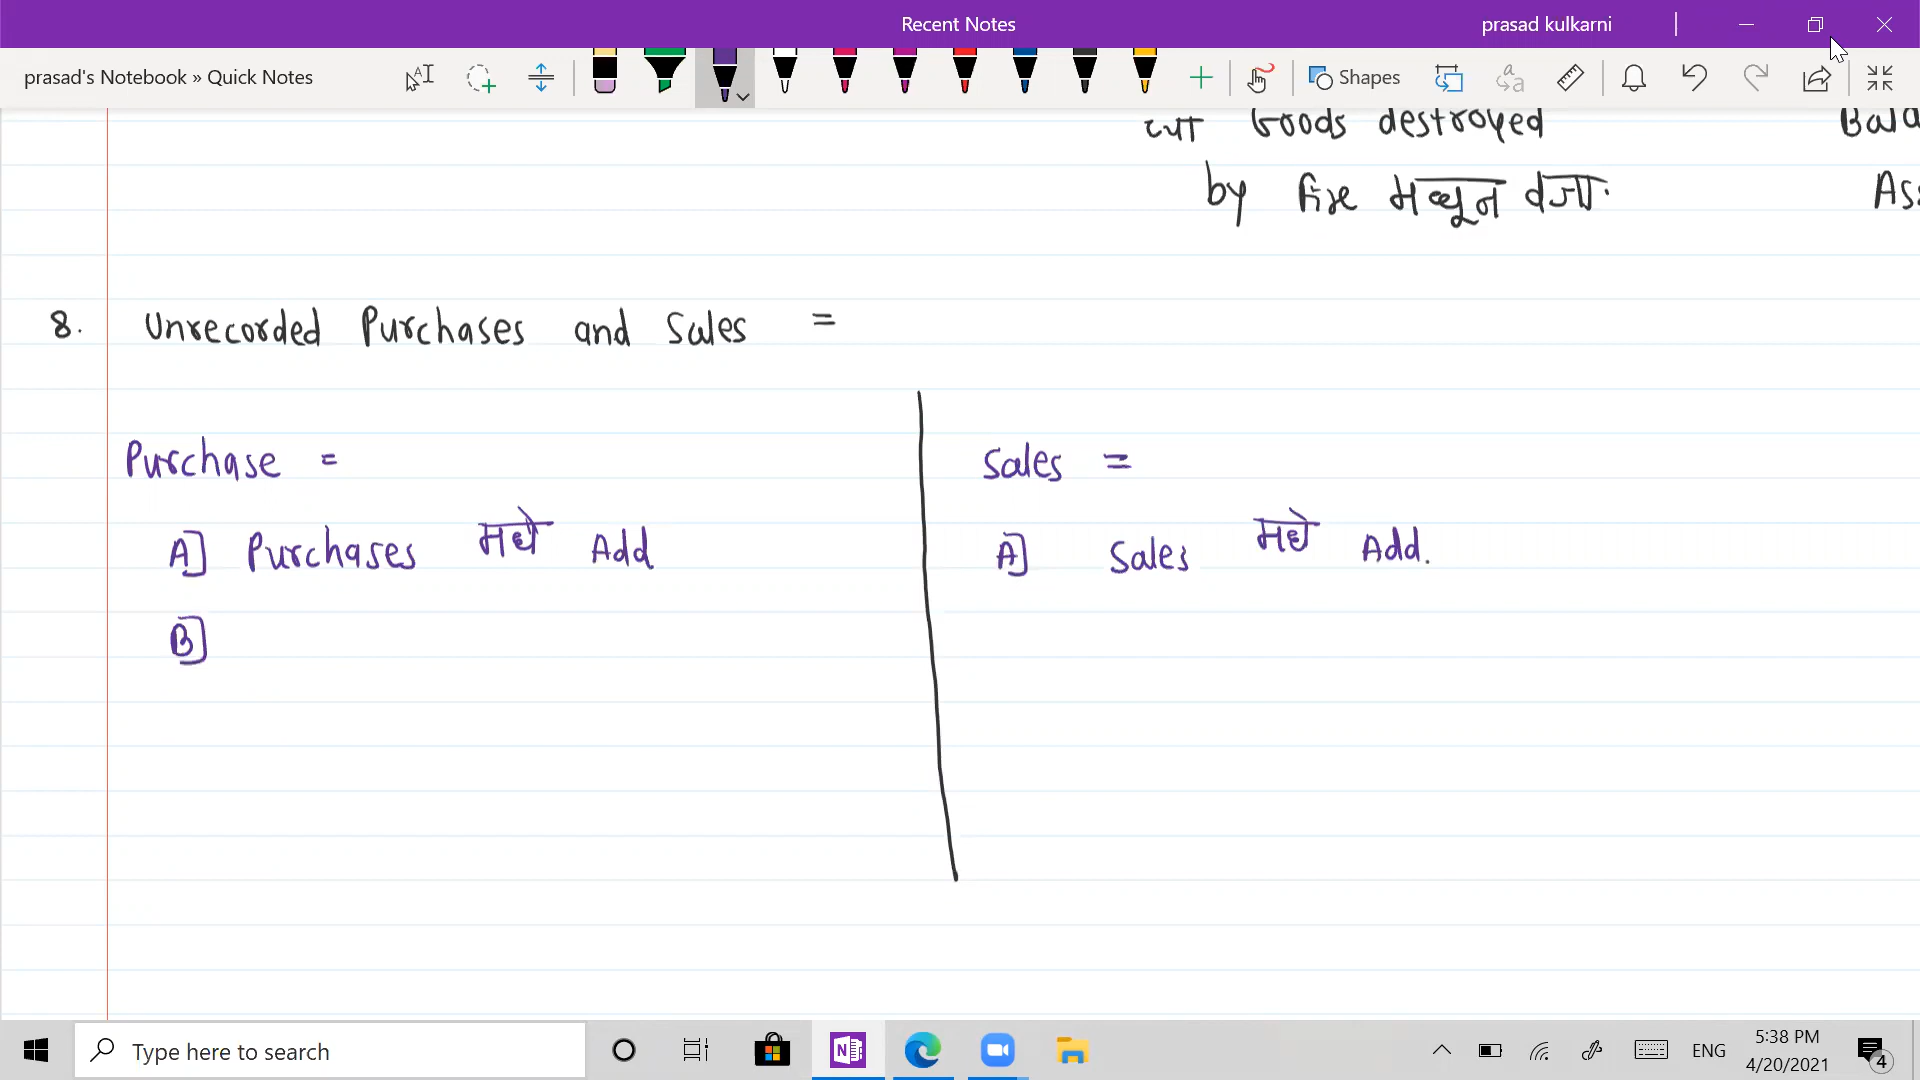 Recent Notes
prasad kulkarni
prasad's Notebook » Quick Notes
Shapes
Goods destroyed
by fire मधून दया.
8. Unrecorded Purchases and Sales =
Purchase =
A] Purchases मधे Add
B]
Sales =
A] Sales मधे Add.
Type here to search
ENG
5:38 PM
4/20/2021
4